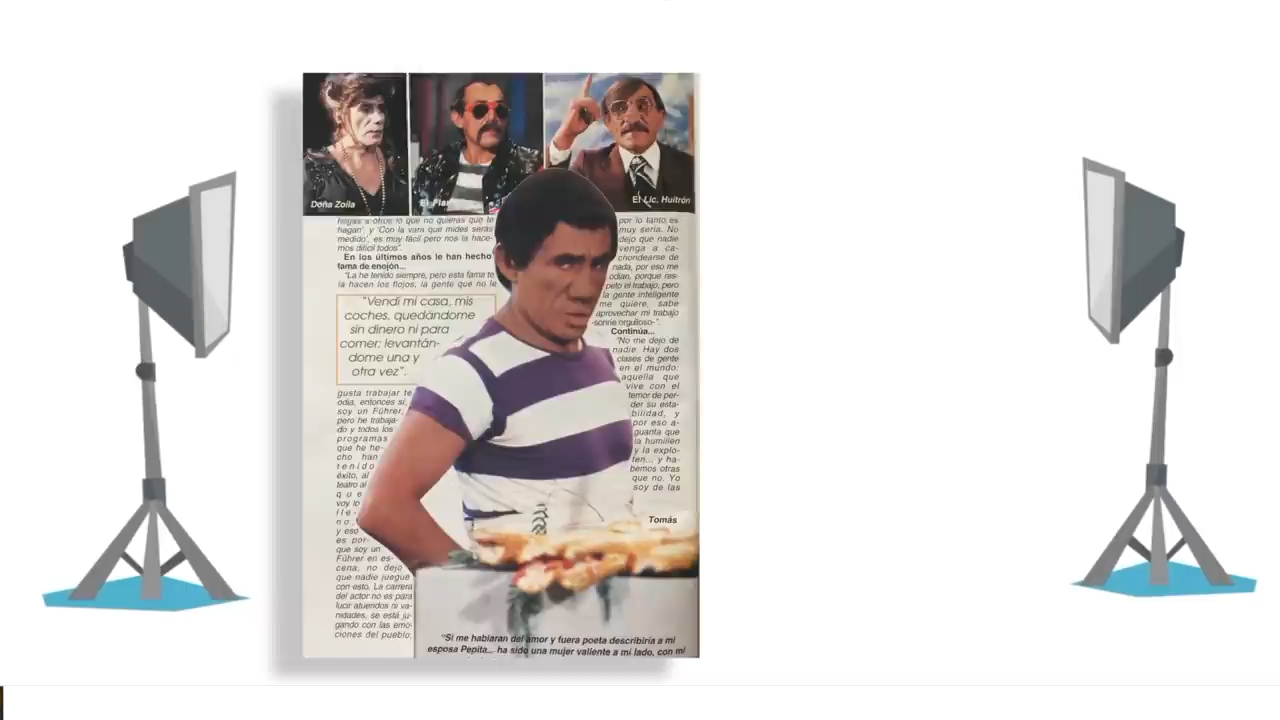 Doña Zoila
El
El Lic. Huitrón
hagas a otros lo que no quieras que te
hagan', y 'Con la vara que mides serás
medido', es muy fácil pero nos la hace-
mos difícil todos".
En los últimos años le han hecho
fama de enojón...
"La he tenido siempre, pero esta fama te
la hacen los flojos, la gente que no le
"Vendí mi casa, mis
coches, quedándome
sin dinero ni para
comer; levantán-
dome una y
otra vez".
gusta trabajar te
odia, entonces sí,
soy un Führer,
pero he trabaja-
do y todos los
programas
que he he-
cho han
tenido
éxito, al
teatro al
que
voy lo
lle-
no,
y eso
es por-
que soy un
Führer en es-
cena, no dejo
que nadie juegue
con esto. La carrera
del actor no es para
lucir atuendos ni va-
nidades, se está ju-
gando con las emo-
ciones del pueblo,
por lo tanto es
muy seria. No
dejo que nadie
venga a ca-
chondearse de
nada, por eso me
odian, porque res-
peto el trabajo, pero
la gente inteligente
me quiere, sabe
aprovechar mi trabajo
-sonríe orgulloso-".
Continúa...
"No me dejo de
nadie. Hay dos
clases de gente
en el mundo:
aquella que
vive con el
temor de per-
der su esta-
bilidad, y
por eso a-
guanta que
la humillen
y la explo-
ten... y ha-
bemos otras
que no. Yo
soy de las
Tomás
"Si me hablaran del amor y fuera poeta describiría a mi
esposa Pepita... ha sido una mujer valiente a mi lado, con mi